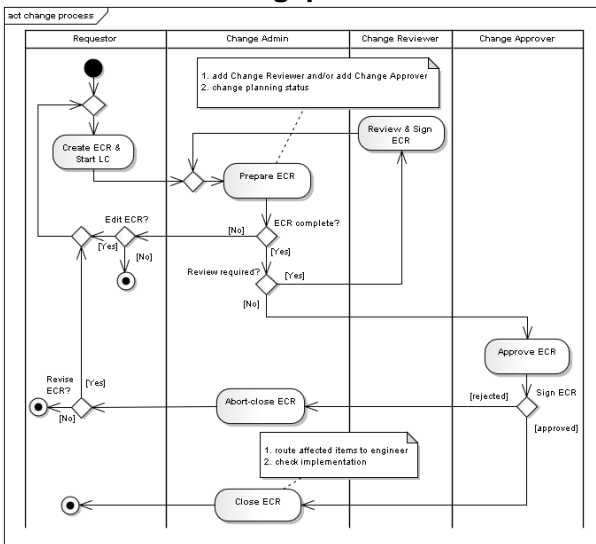 act change process
Requestor
Change Admin
Change Reviewer
Change Approver
1. add Change Reviewer and/or add Change Approver
2. change planning status
Create ECR &
Start LC
Review & Sign
ECR
Prepare ECR
Edit ECR?
[No]
ECR complete?
[Yes]
[Yes]
[No]
Review required?
[Yes]
[No]
Approve ECR
Revise
ECR?
[Yes]
[No]
Abort-close ECR
[rejected]
Sign ECR
[approved]
1. route affected items to engineer
2. check implementation
Close ECR